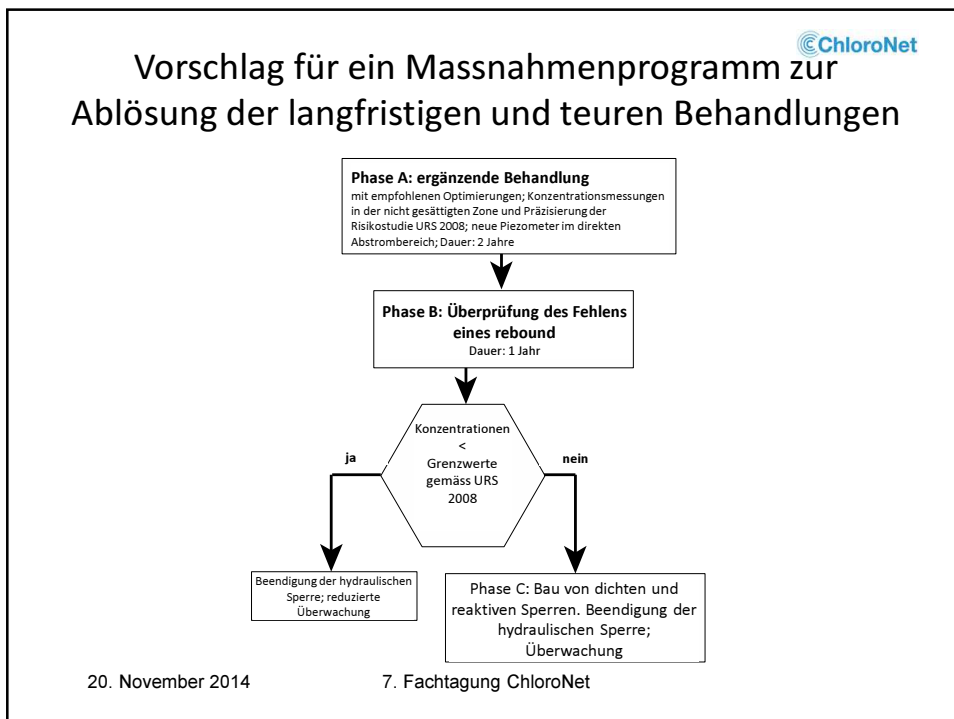 ChloroNet
Vorschlag für ein Massnahmenprogramm zur
Ablösung der langfristigen und teuren Behandlungen
Phase A: ergänzende Behandlung
mit empfohlenen Optimierungen; Konzentrationsmessungen
in der nicht gesättigten Zone und Präzisierung der
Risikostudie URS 2008; neue Piezometer im direkten
Abstrombereich; Dauer: 2 Jahre
Phase B: Überprüfung des Fehlens
eines rebound
Dauer: 1 Jahr
Konzentrationen
<
Grenzwerte
gemäss URS
2008
ja
nein
Beendigung der hydraulischen
Sperre; reduzierte
Überwachung
Phase C: Bau von dichten und
reaktiven Sperren. Beendigung der
hydraulischen Sperre;
Überwachung
20. November 2014
7. Fachtagung ChloroNet